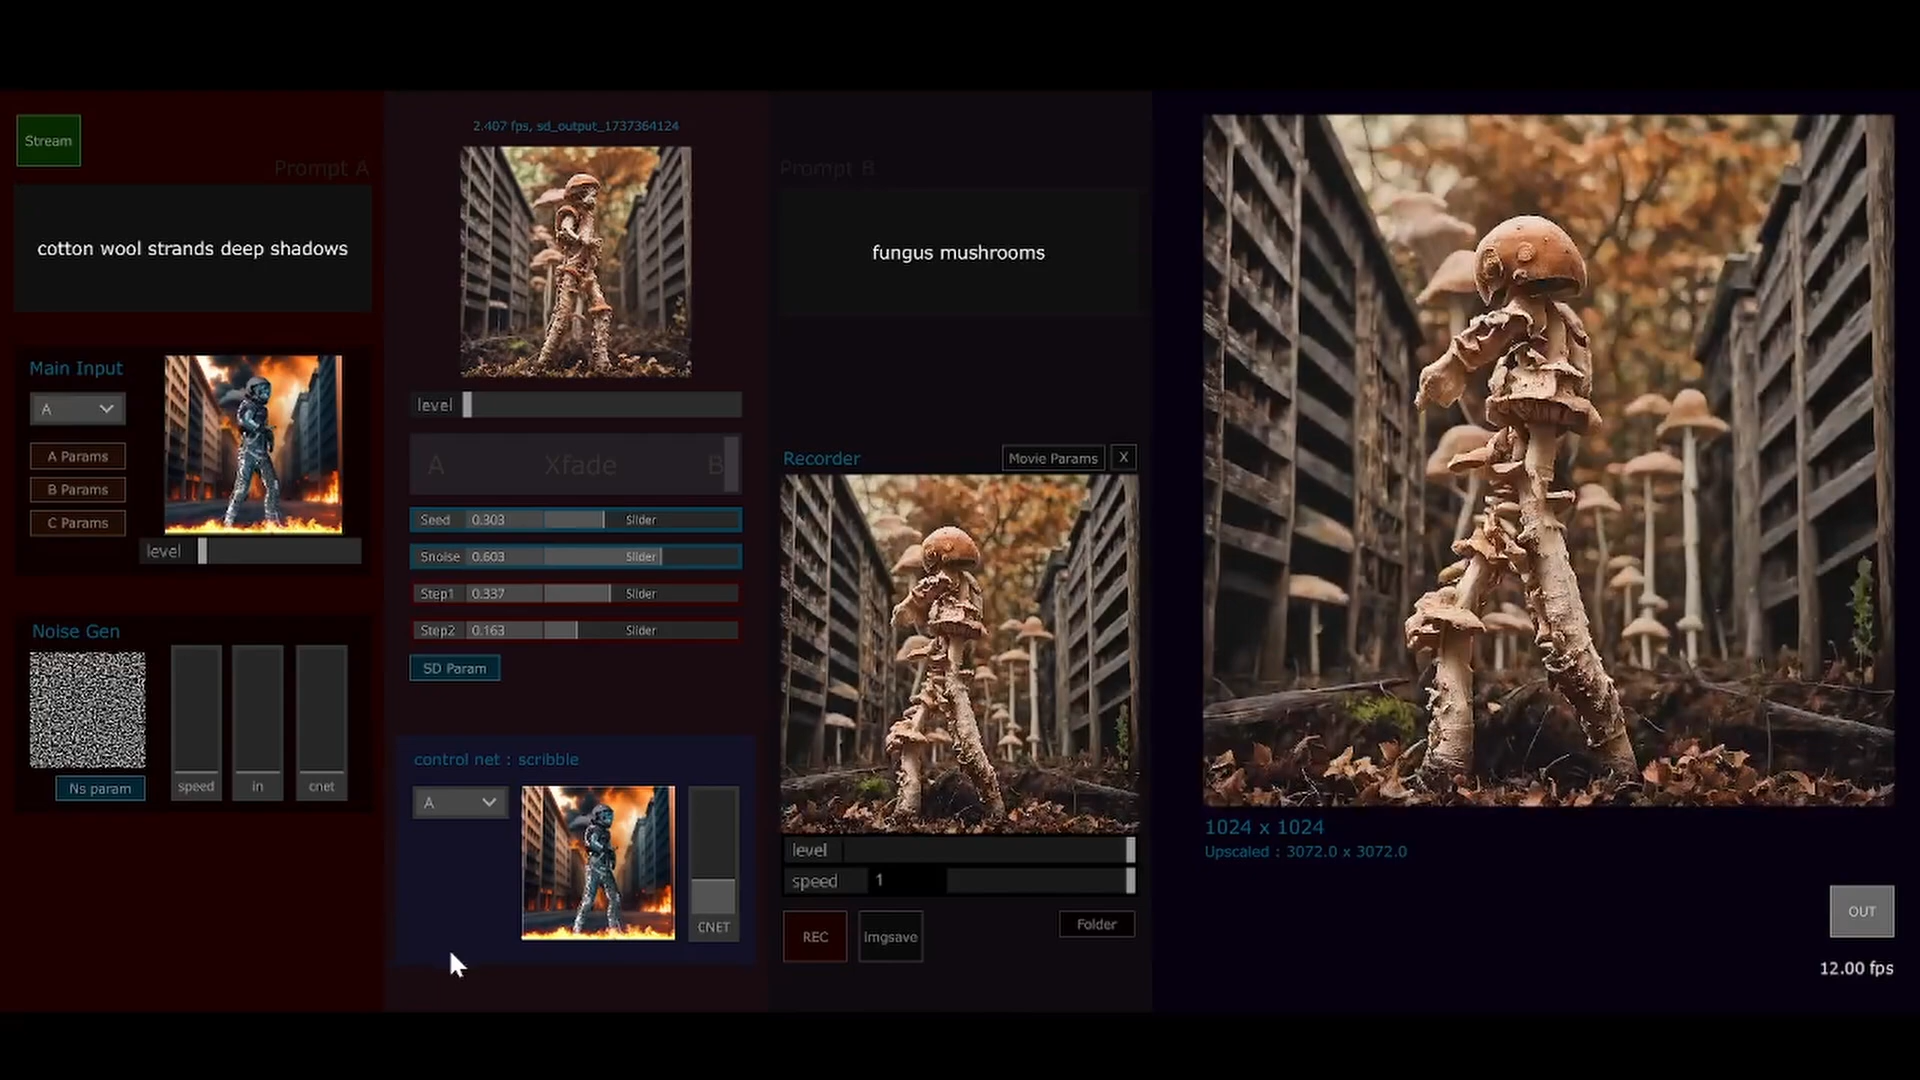 Stream
Prompt A
cotton wool strands deep shadows
Main Input
A
A Params
B Params
C Params
level
Noise Gen
Ns param
speed
in
cnet
2.407 fps, sd_output_1737364124
level
A Xfade B
Seed 0.303 Slider
Snoise 0.603 Slider
Step1 0.337 Slider
Step2 0.163 Slider
SD Param
control net : scribble
A
CNET
Prompt B
fungus mushrooms
Recorder
Movie Params
X
level
speed 1
REC
Imgsave
Folder
1024 x 1024
Upscaled : 3072.0 x 3072.0
OUT
12.00 fps